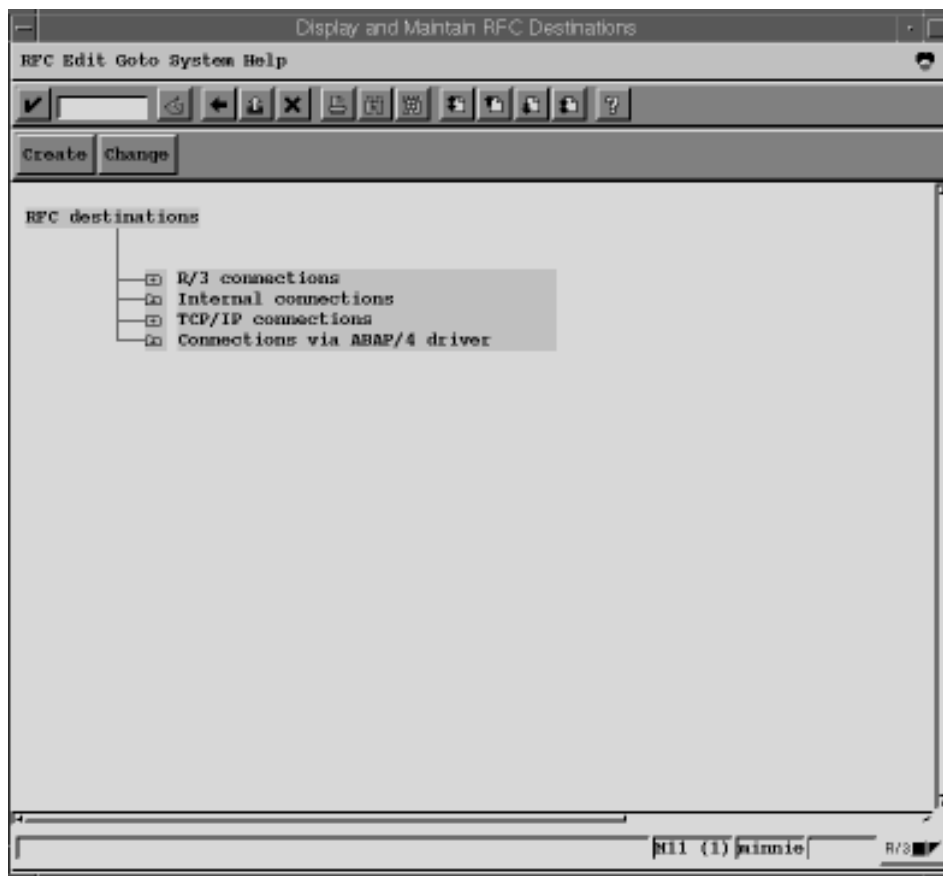 Display and Maintain RFC Destinations
RFC Edit Goto System Help
Create Change
RFC destinations
R/3 connections
Internal connections
TCP/IP connections
Connections via ABAP/4 driver
N11 (1) minnie R/3